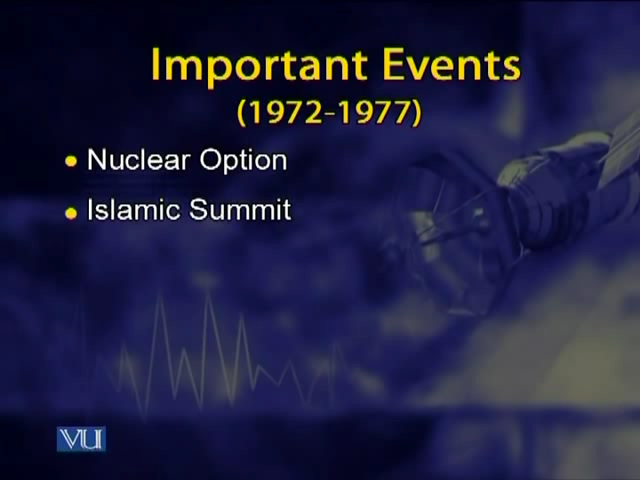 Important Events
(1972-1977)
• Nuclear Option
• Islamic Summit
VU